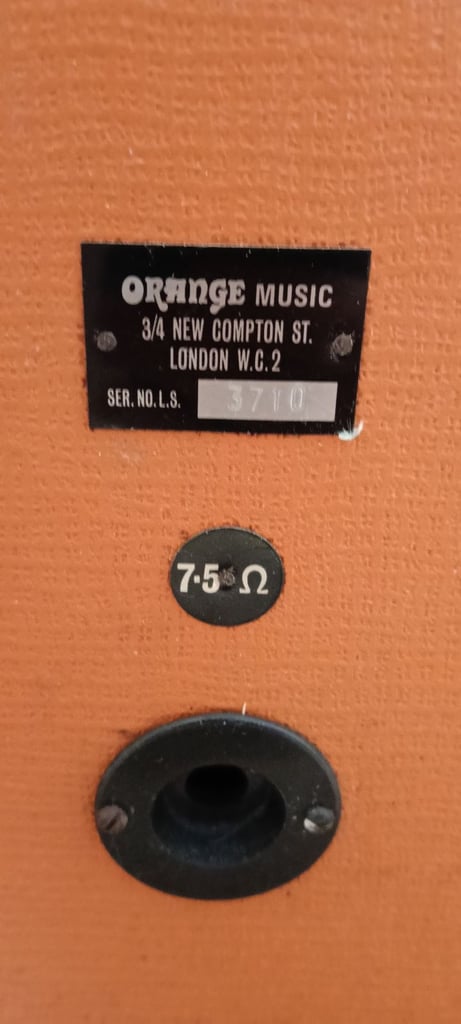 ORANGE MUSIC
3/4 NEW COMPTON ST.
LONDON W.C.2
SER. NO. L.S. 3710
7·5 Ω